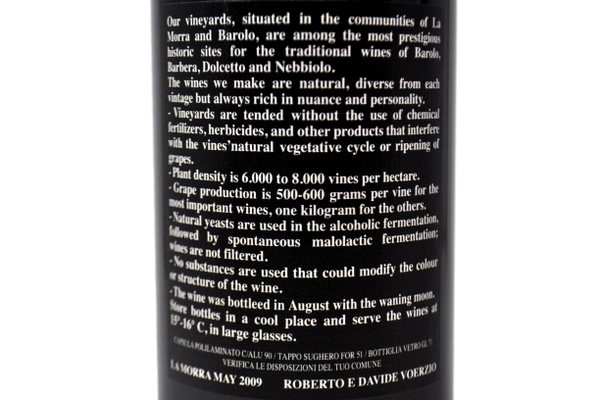 Our vineyards, situated in the communities of La
Morra and Barolo, are among the most prestigious
historic sites for the traditional wines of Barolo,
Barbera, Dolcetto and Nebbiolo.
The wines we make are natural, diverse from each
vintage but always rich in nuance and personality.
- Vineyards are tended without the use of chemical
fertilizers, herbicides, and other products that interfere
with the vines'natural vegetative cycle or ripening of
grapes.
- Plant density is 6.000 to 8.000 vines per hectare.
- Grape production is 500-600 grams per vine for the
most important wines, one kilogram for the others.
- Natural yeasts are used in the alcoholic fermentation,
followed by spontaneous malolactic fermentation;
wines are not filtered.
- No substances are used that could modify the colour
or structure of the wine.
- The wine was bottleed in August with the waning moon.
More bottles in a cool place and serve the wines at
15°-16° C, in large glasses.
CAPSULA POLILAMINATO C/ALU 90 / TAPPO SUGHERO FOR 51 / BOTTIGLIA VETRO GL 71
VERIFICA LE DISPOSIZIONI DEL TUO COMUNE
LA MORRA MAY 2009 ROBERTO E DAVIDE VOERZIO